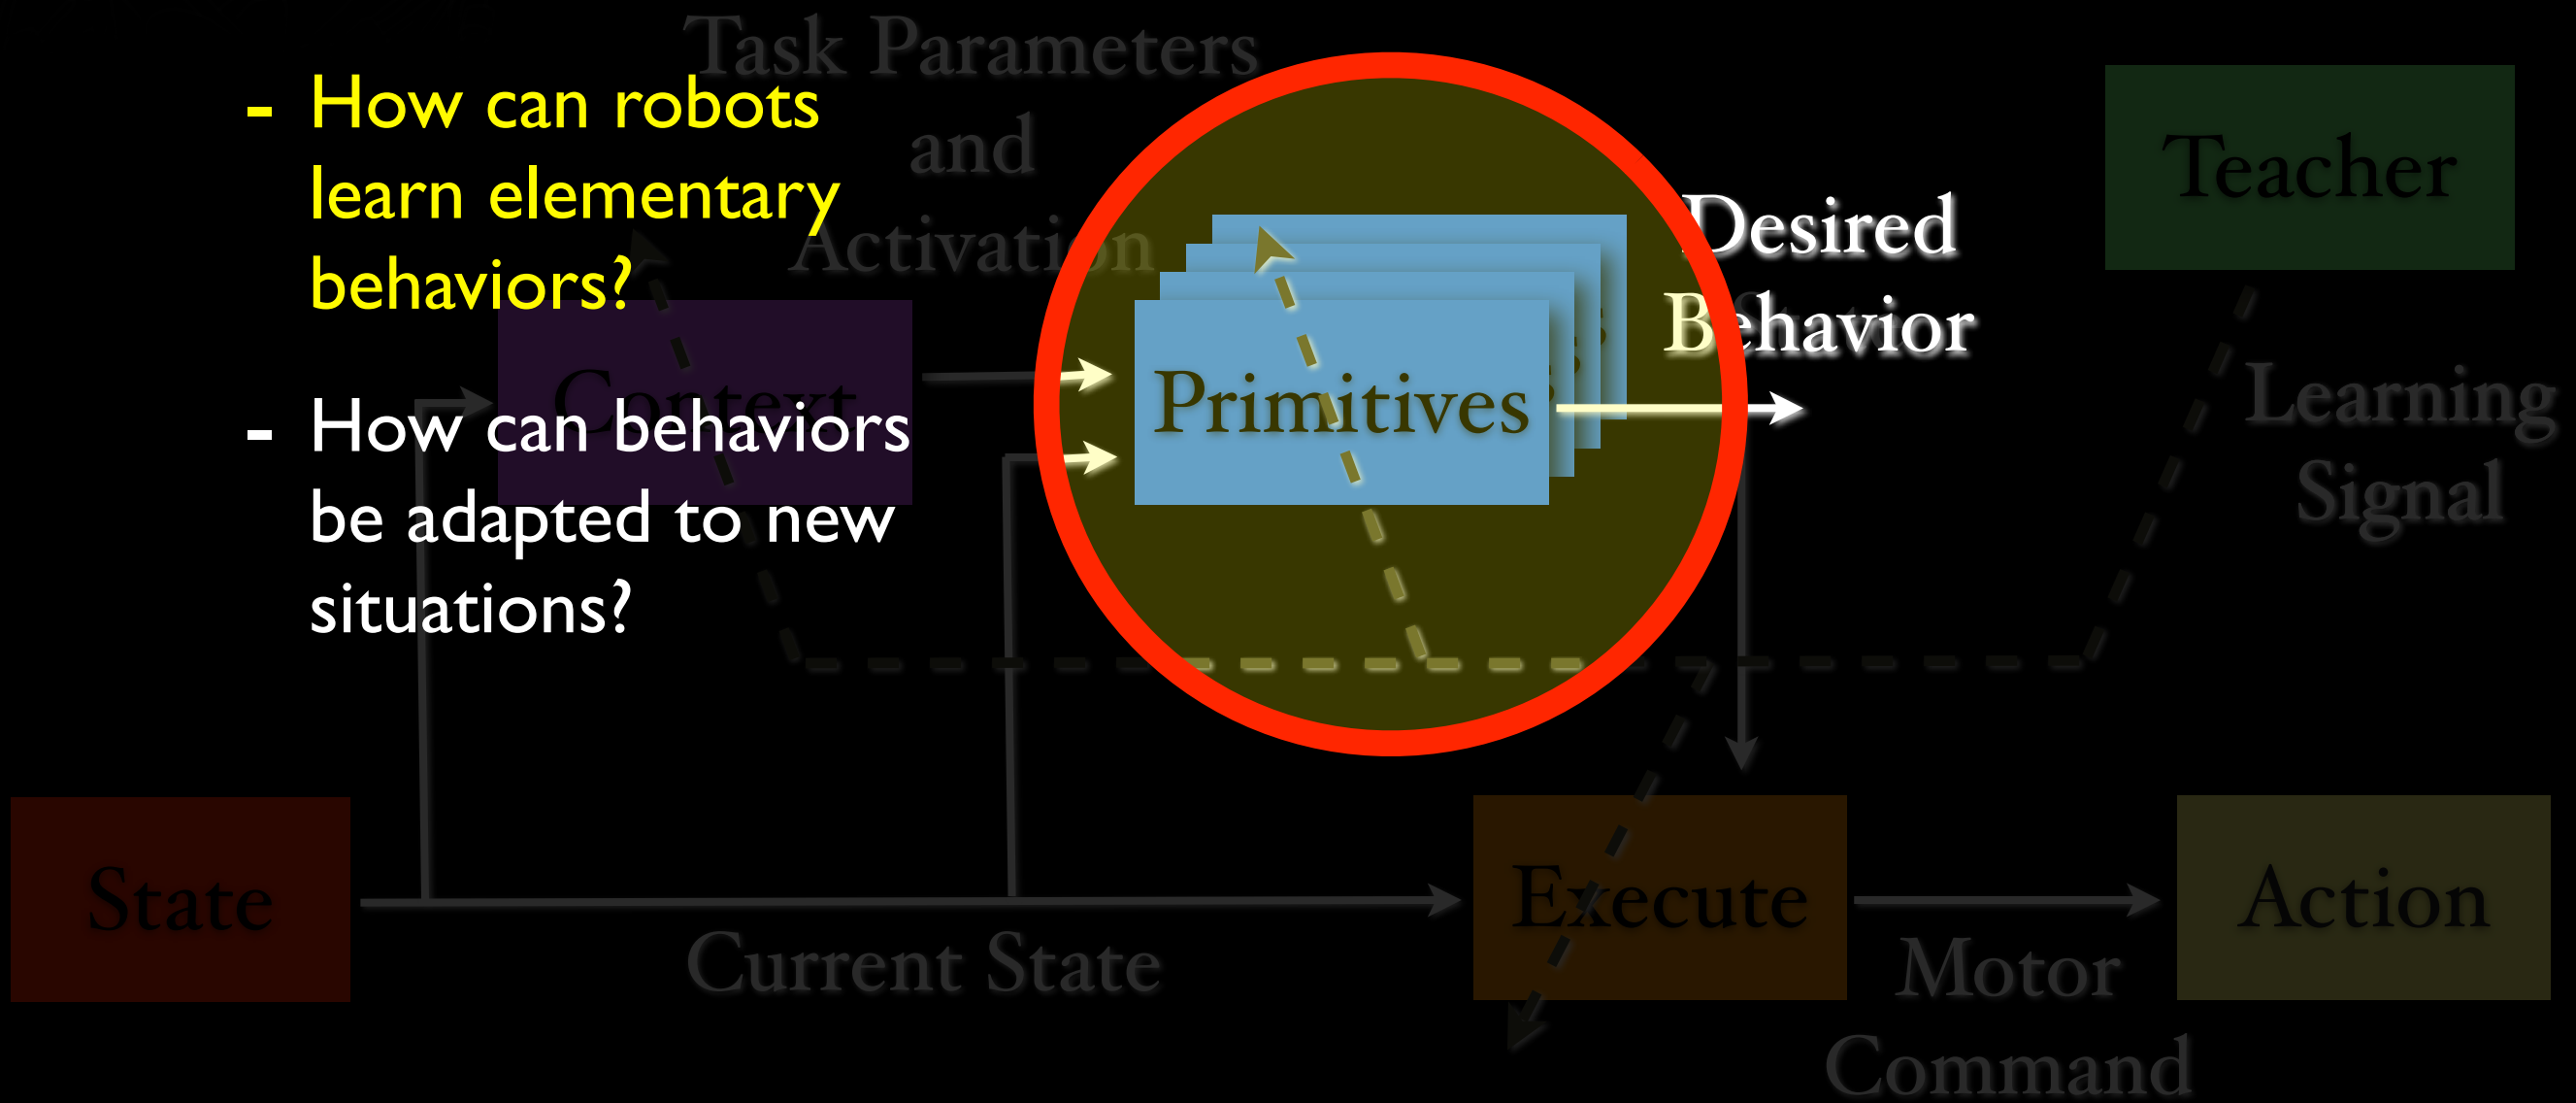 Task Parameters
and
Activation
- How can robots
learn elementary
behaviors?
- How can behaviors
be adapted to new
situations?
Context
Primitives
Desired
Behavior
Teacher
Learning
Signal
State
Current State
Execute
Motor
Command
Action